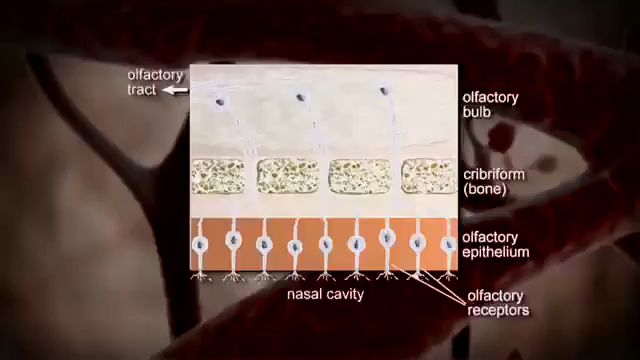 olfactory
tract
olfactory
bulb
cribriform
(bone)
olfactory
epithelium
nasal cavity
olfactory
receptors